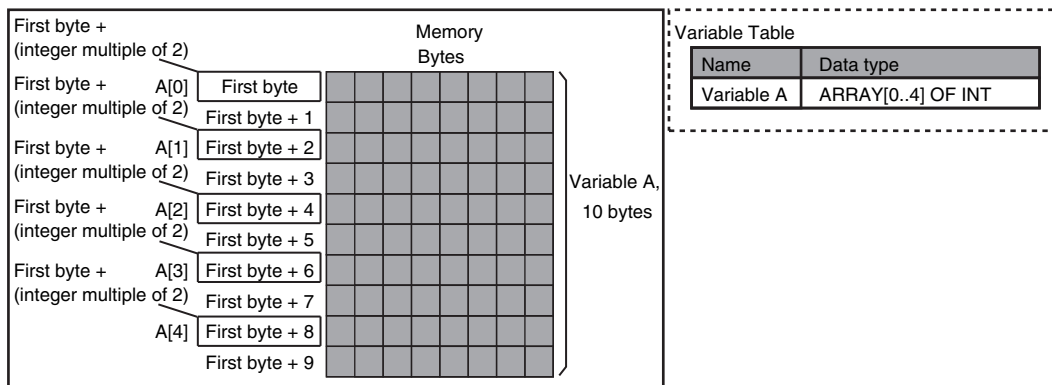 First byte +
(integer multiple of 2)
Memory
Bytes
First byte +
(integer multiple of 2)
A[0] First byte
First byte + 1
A[1] First byte + 2
First byte +
(integer multiple of 2)
First byte + 3
A[2] First byte + 4
First byte +
(integer multiple of 2)
First byte + 5
A[3] First byte + 6
First byte +
(integer multiple of 2)
First byte + 7
A[4] First byte + 8
First byte + 9
Variable A,
10 bytes
Variable Table
Name Data type
Variable A ARRAY[0..4] OF INT